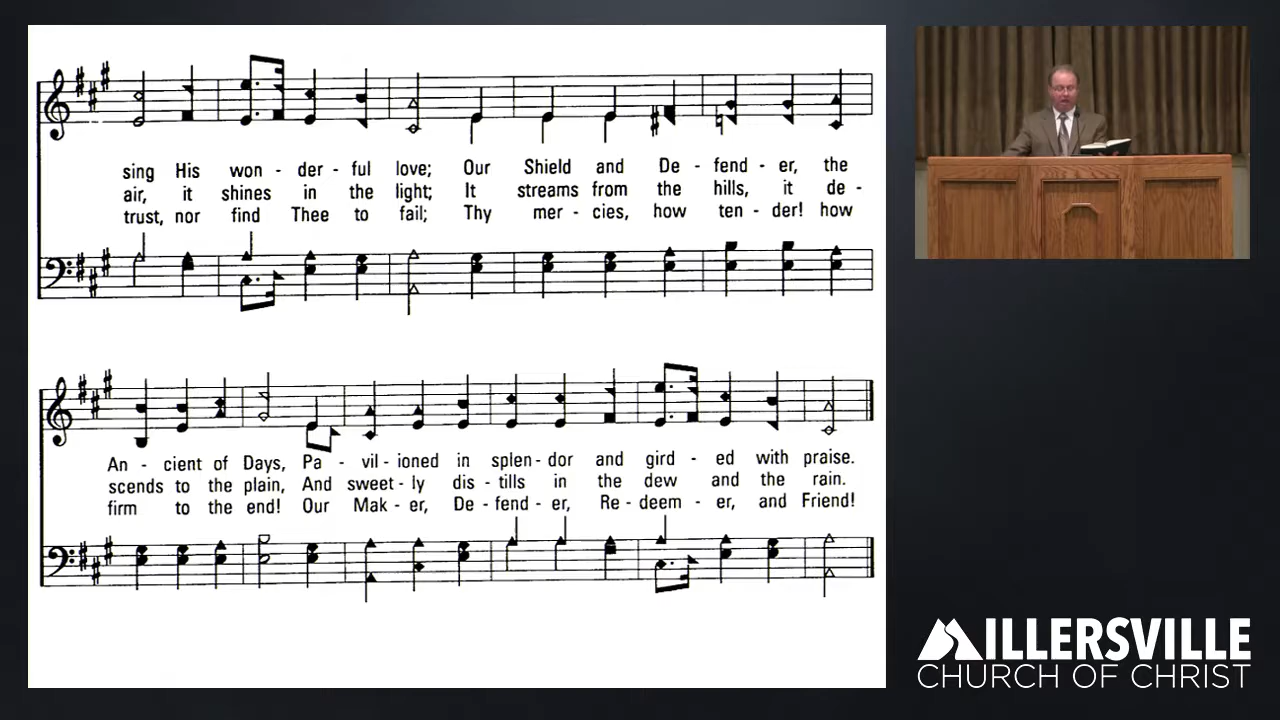 sing His won - der - ful love; Our Shield and De - fend - er, the
air, it shines in the light; It streams from the hills, it de -
trust, nor find Thee to fail; Thy mer - cies, how ten - der! how
An - cient of Days, Pa - vil - ioned in splen - dor and gird - ed with praise.
scends to the plain, And sweet - ly dis - tills in the dew and the rain.
firm to the end! Our Mak - er, De - fend - er, Re - deem - er, and Friend!
MILLERSVILLE
CHURCH OF CHRIST